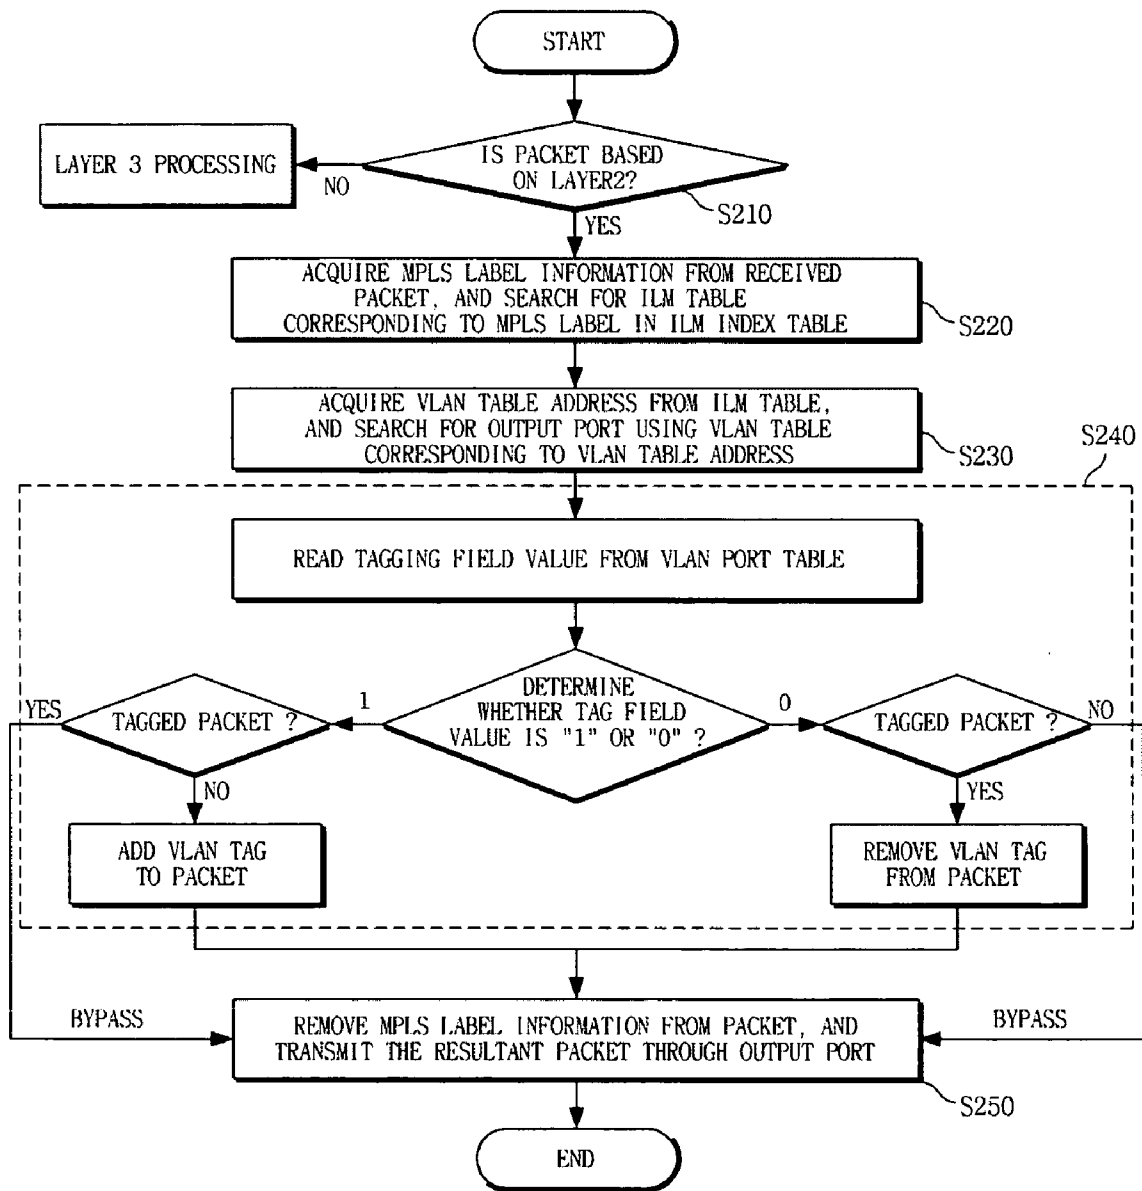 START
IS PACKET BASED
ON LAYER2?
LAYER 3 PROCESSING
NO
S210
YES
ACQUIRE MPLS LABEL INFORMATION FROM RECEIVED
PACKET, AND SEARCH FOR ILM TABLE
CORRESPONDING TO MPLS LABEL IN ILM INDEX TABLE
S220
ACQUIRE VLAN TABLE ADDRESS FROM ILM TABLE,
AND SEARCH FOR OUTPUT PORT USING VLAN TABLE
CORRESPONDING TO VLAN TABLE ADDRESS
S230
S240
READ TAGGING FIELD VALUE FROM VLAN PORT TABLE
DETERMINE
WHETHER TAG FIELD
VALUE IS "1" OR "0" ?
1
0
YES
TAGGED PACKET ?
NO
TAGGED PACKET ?
NO
YES
ADD VLAN TAG
TO PACKET
REMOVE VLAN TAG
FROM PACKET
BYPASS
BYPASS
REMOVE MPLS LABEL INFORMATION FROM PACKET, AND
TRANSMIT THE RESULTANT PACKET THROUGH OUTPUT PORT
S250
END